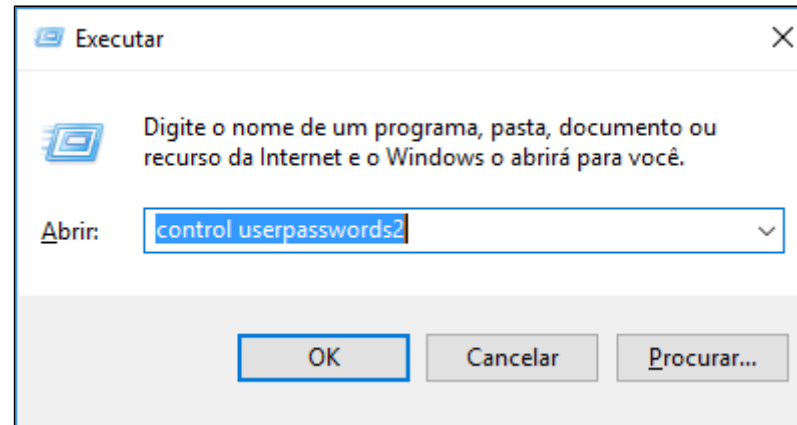 Executar
Digite o nome de um programa, pasta, documento ou
recurso da Internet e o Windows o abrirá para você.
Abrir: control userpasswords2
OK Cancelar Procurar...